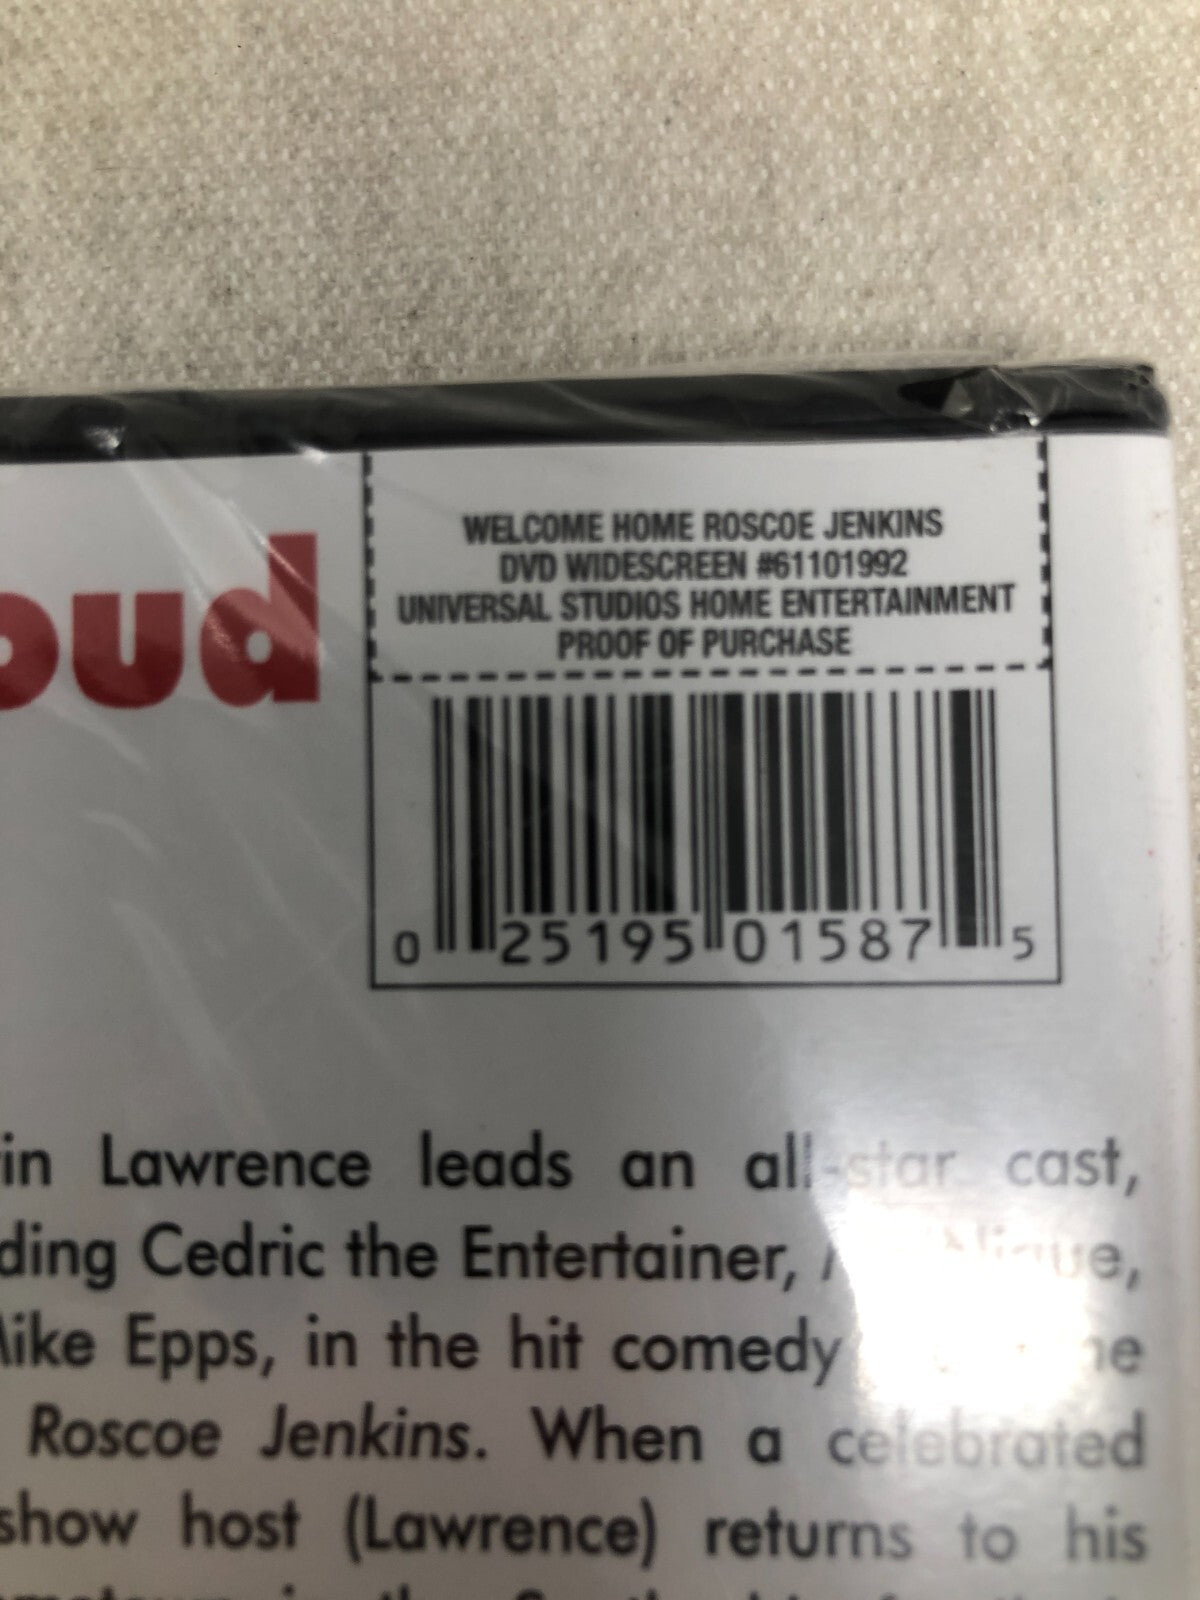 oud
WELCOME HOME ROSCOE JENKINS
DVD WIDESCREEN #61101992
UNIVERSAL STUDIOS HOME ENTERTAINMENT
PROOF OF PURCHASE
0 25195 01587 5
in Lawrence leads an all-star cast,
ding Cedric the Entertainer,
Mike Epps, in the hit comedy
Roscoe Jenkins. When a celebrated
show host (Lawrence) returns to his